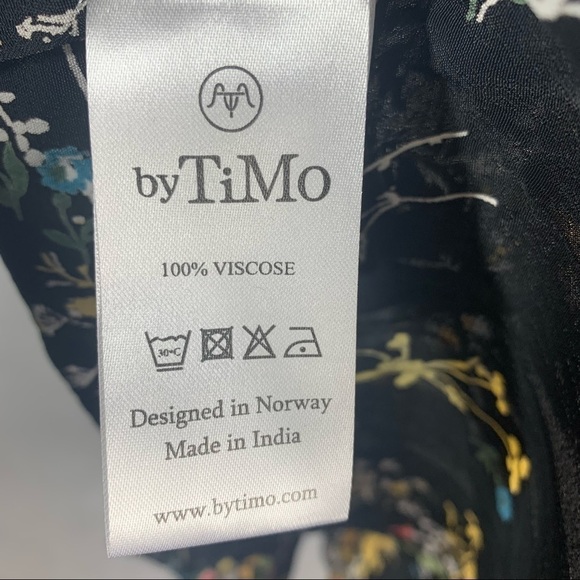 byTiMo
100% VISCOSE
30°C
Designed in Norway
Made in India
www.bytimo.com